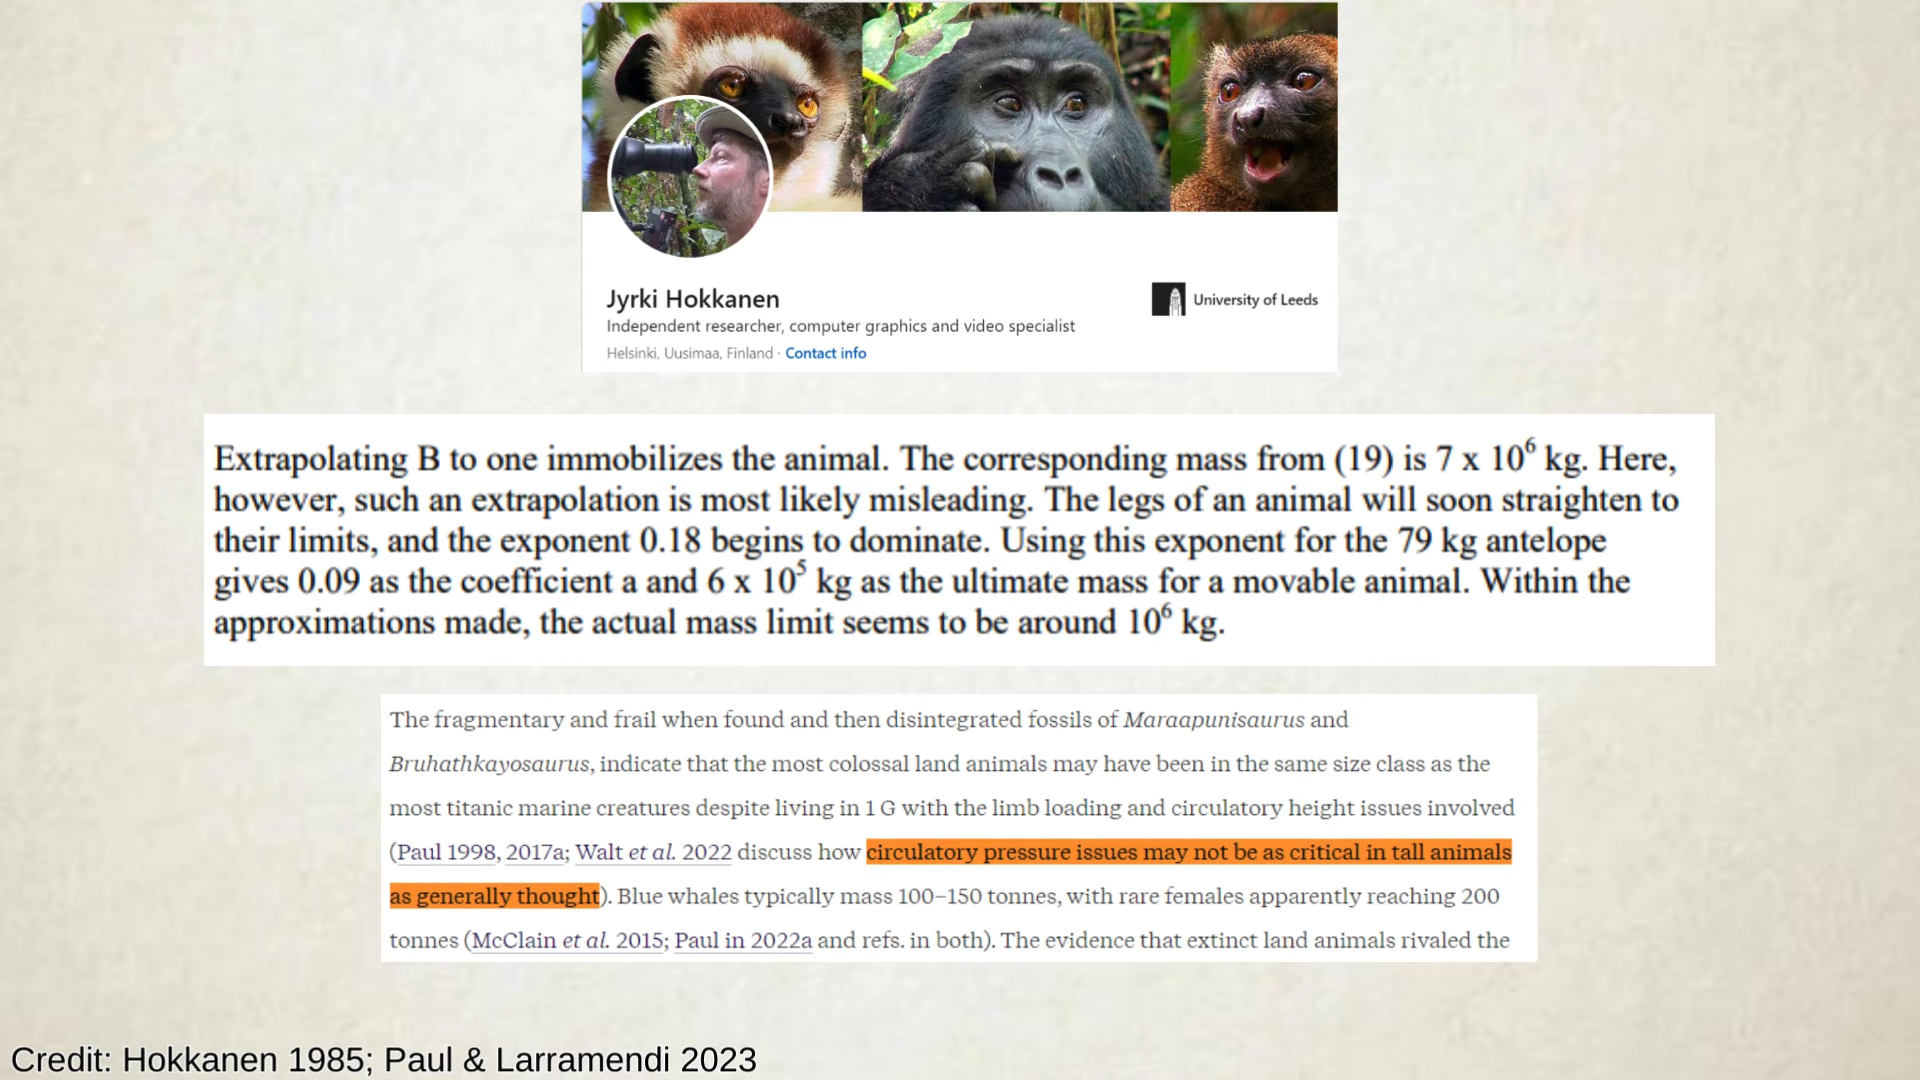 Jyrki Hokkanen
University of Leeds
Independent researcher, computer graphics and video specialist
Helsinki, Uusimaa, Finland · Contact info
Extrapolating B to one immobilizes the animal. The corresponding mass from (19) is 7 x 10⁶ kg. Here,
however, such an extrapolation is most likely misleading. The legs of an animal will soon straighten to
their limits, and the exponent 0.18 begins to dominate. Using this exponent for the 79 kg antelope
gives 0.09 as the coefficient a and 6 x 10⁵ kg as the ultimate mass for a movable animal. Within the
approximations made, the actual mass limit seems to be around 10⁶ kg.
The fragmentary and frail when found and then disintegrated fossils of Maraapunisaurus and
Bruhathkayosaurus, indicate that the most colossal land animals may have been in the same size class as the
most titanic marine creatures despite living in 1 G with the limb loading and circulatory height issues involved
(Paul 1998, 2017a; Walt et al. 2022 discuss how circulatory pressure issues may not be as critical in tall animals
as generally thought). Blue whales typically mass 100–150 tonnes, with rare females apparently reaching 200
tonnes (McClain et al. 2015; Paul in 2022a and refs. in both). The evidence that extinct land animals rivaled the
Credit: Hokkanen 1985; Paul & Larramendi 2023